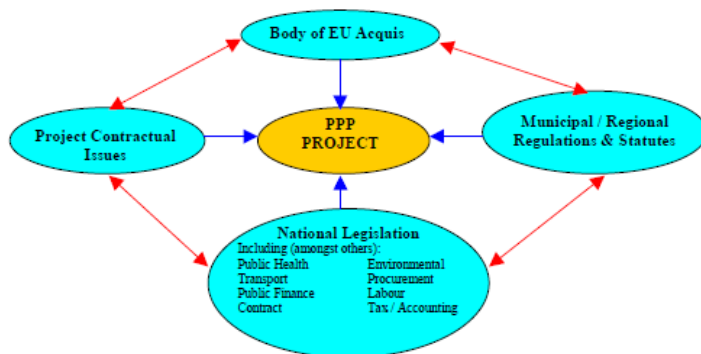 Body of EU Acquis
Project Contractual
Issues
PPP
PROJECT
Municipal / Regional
Regulations & Statutes
National Legislation
Including (amongst others):
Public Health Environmental
Transport Procurement
Public Finance Labour
Contract Tax / Accounting